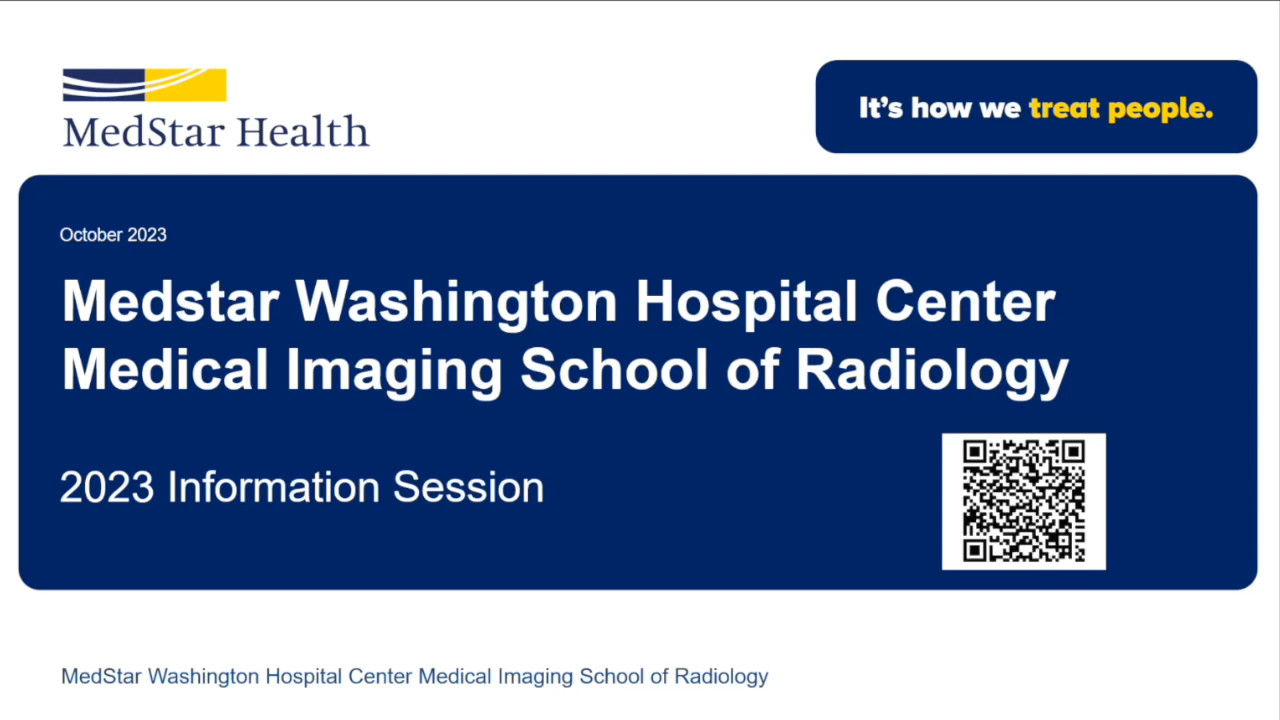 MedStar Health
It's how we treat people.
October 2023
Medstar Washington Hospital Center
Medical Imaging School of Radiology
2023 Information Session
MedStar Washington Hospital Center Medical Imaging School of Radiology